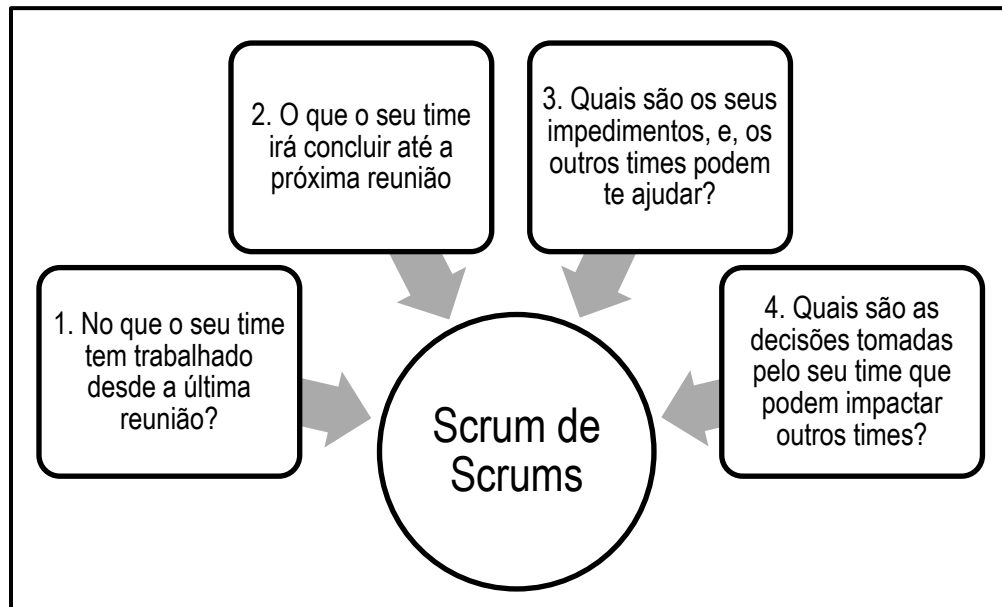 1. No que o seu time
tem trabalhado
desde a última
reunião?
2. O que o seu time
irá concluir até a
próxima reunião
3. Quais são os seus
impedimentos, e, os
outros times podem
te ajudar?
4. Quais são as
decisões tomadas
pelo seu time que
podem impactar
outros times?
Scrum de
Scrums